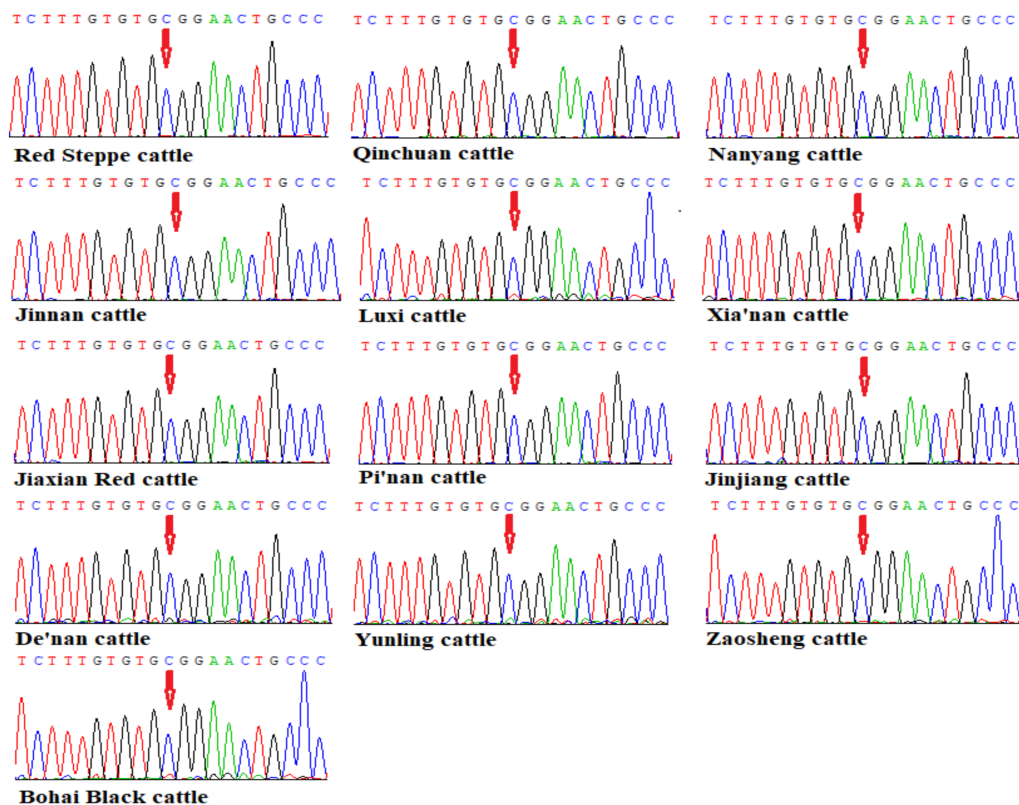 TCTTTGTGTGCGGAACTGCCC TCTTTGTGTGCGGAACTGCCC TCTTTGTGTGCGGAACTGCCC
Red Steppe cattle Qinchuan cattle Nanyang cattle
TCTTTGTGTGCGGAACTGCCC TCTTTGTGTGCGGAACTGCCC TCTTTGTGTGCGGAACTGCCC
Jinnan cattle Luxi cattle Xia'nan cattle
TCTTTGTGTGCGGAACTGCCC TCTTTGTGTGCGGAACTGCCC TCTTTGTGTGCGGAACTGCCC
Jiaxian Red cattle Pi'nan cattle Jinjiang cattle
TCTTTGTGTGCGGAACTGCCC TCTTTGTGTGCGGAACTGCCC TCTTTGTGTGCGGAACTGCCC
De'nan cattle Yunling cattle Zaosheng cattle
TCTTTGTGTGCGGAACTGCCC
Bohai Black cattle